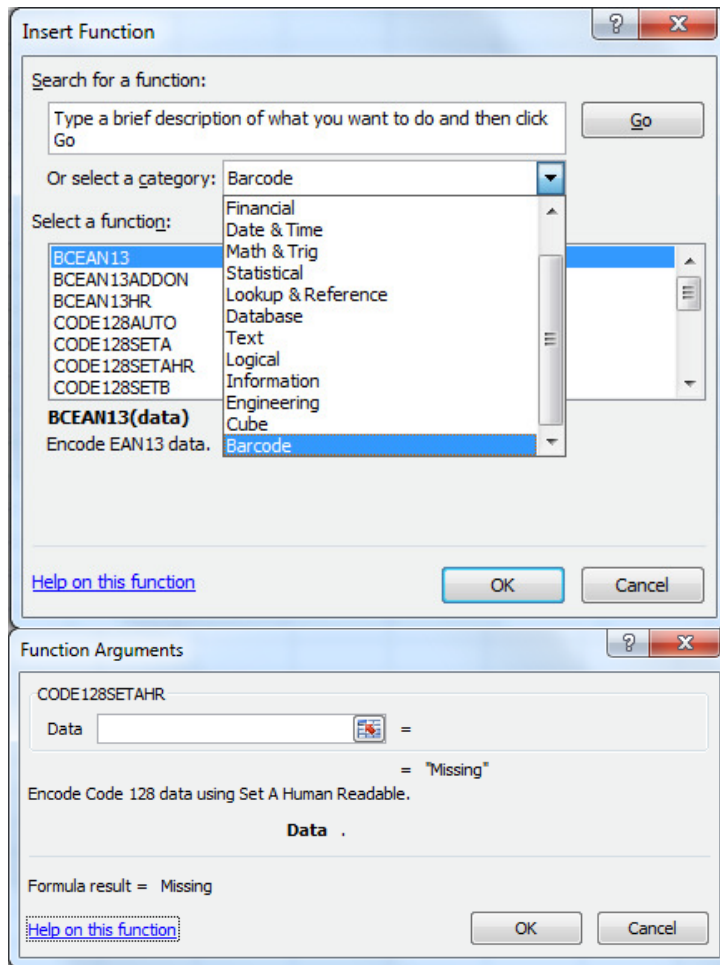 Insert Function
Search for a function:
Type a brief description of what you want to do and then click
Go
Go
Or select a category: Barcode
Financial
Date & Time
Math & Trig
Statistical
Lookup & Reference
Database
Text
Logical
Information
Engineering
Cube
Barcode
Select a function:
BCEAN13
BCEAN13ADDON
BCEAN13HR
CODE128AUTO
CODE128SETA
CODE128SETAHR
CODE128SETB
BCEAN13(data)
Encode EAN13 data.
Help on this function
OK
Cancel
Function Arguments
CODE128SETAHR
Data =
= "Missing"
Encode Code 128 data using Set A Human Readable.
Data .
Formula result = Missing
Help on this function
OK
Cancel